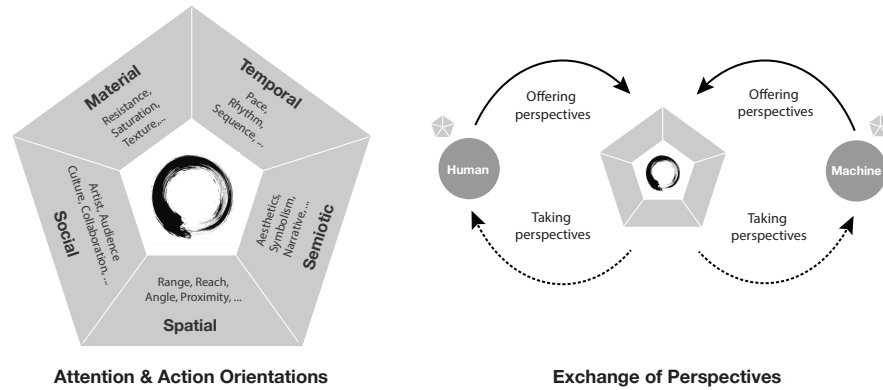 Material
Resistance,
Saturation,
Texture,...
Temporal
Pace,
Rhythm,
Sequence, ...
Social
Artist, Audience
Culture, Collaboration, ...
Aesthetics,
Symbolism,
Narrative, ...
Semiotic
Range, Reach,
Angle, Proximity, ...
Spatial
Attention & Action Orientations
Offering
perspectives
Offering
perspectives
Human
Machine
Taking
perspectives
Taking
perspectives
Exchange of Perspectives